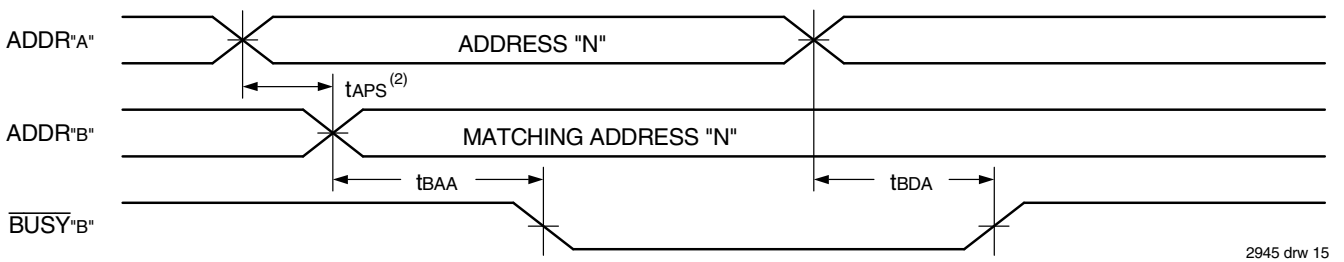 ADDR"A"
ADDRESS "N"
tAPS(2)
ADDR"B"
MATCHING ADDRESS "N"
tBAA
tBDA
BUSY"B"
2945 drw 15